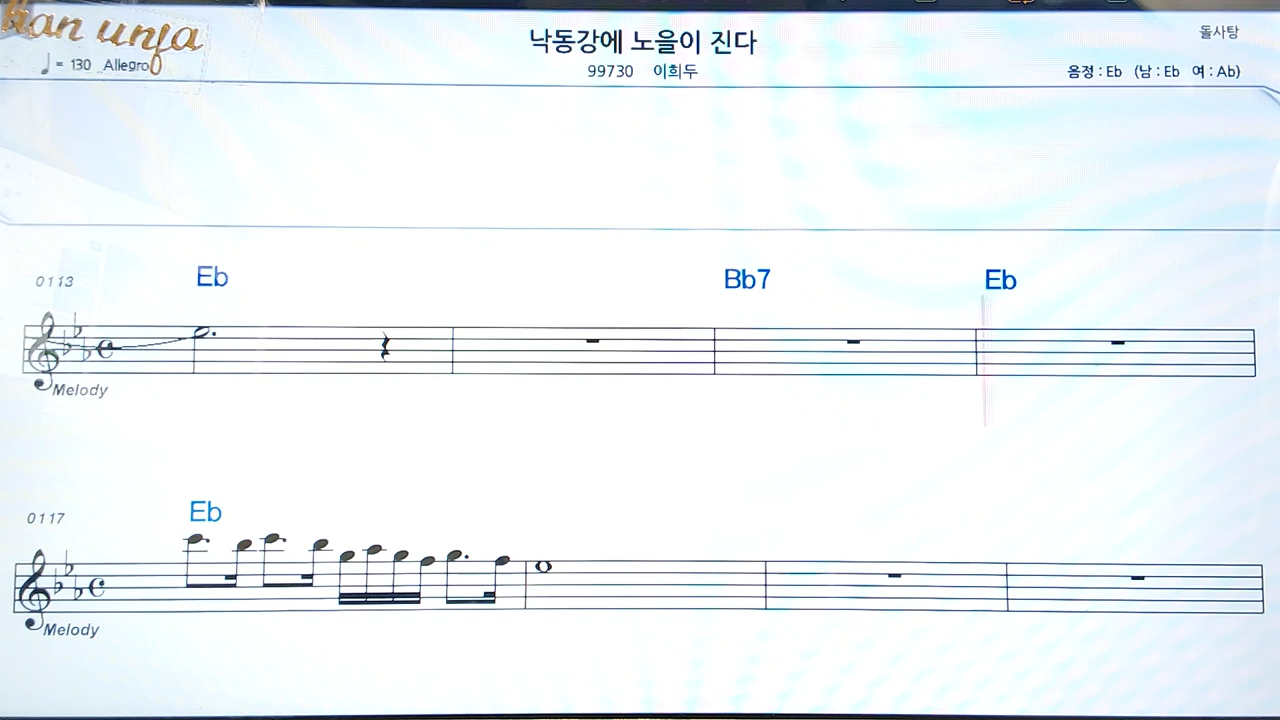 Han unja
♩ = 130 Allegro
낙동강에 노을이 진다
99730 이희두
돌사탕
음정 : Eb (남 : Eb 여 : Ab)
0113
Eb Bb7 Eb
Melody
0117
Eb
Melody